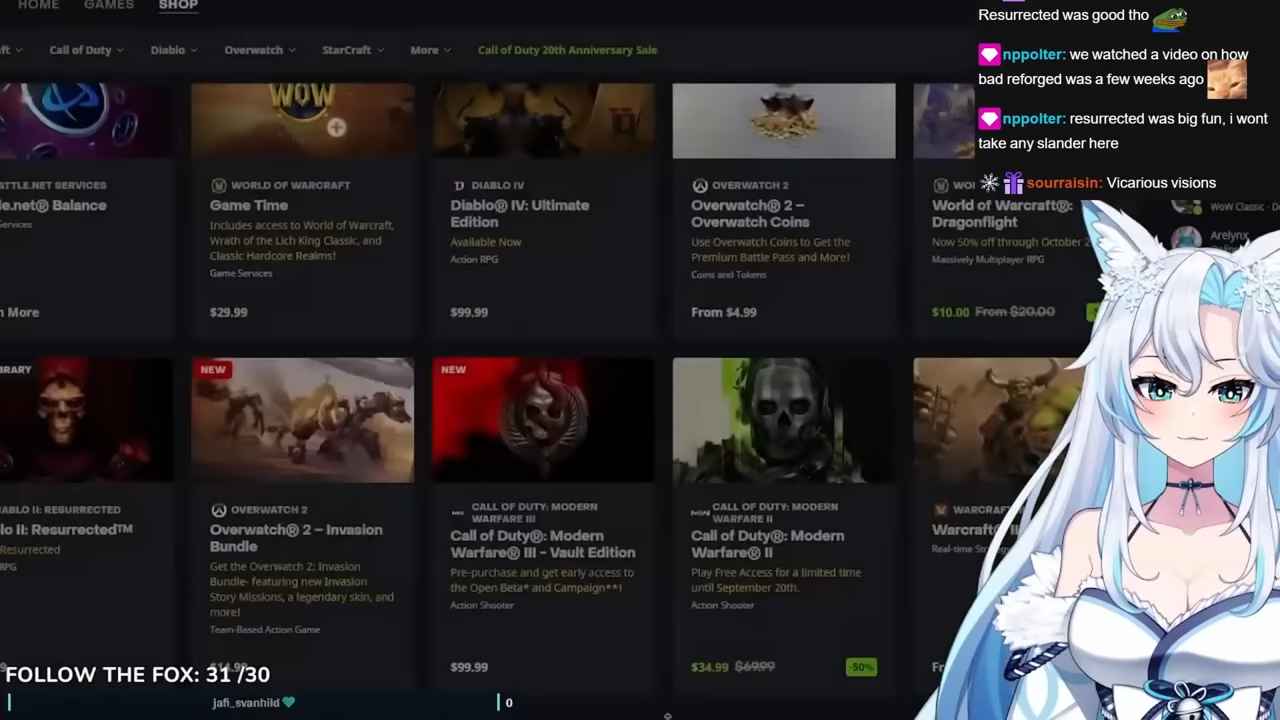 HOME GAMES SHOP
ft Call of Duty Diablo Overwatch StarCraft More Call of Duty 20th Anniversary Sale
ATTLE.NET SERVICES
le.net® Balance
Services
n More
WORLD OF WARCRAFT
Game Time
Includes access to World of Warcraft,
Wrath of the Lich King Classic, and
Classic Hardcore Realms!
Game Services
$29.99
DIABLO IV
Diablo® IV: Ultimate
Edition
Available Now
Action RPG
$99.99
OVERWATCH 2
Overwatch® 2 –
Overwatch Coins
Use Overwatch Coins to Get the
Premium Battle Pass and More!
Coins and Tokens
From $4.99
WO
World of Warcraft®:
Dragonflight
Now 50% off through October 2
Massively Multiplayer RPG
$10.00 From $20.00
BRARY
ABLO II: RESURRECTED
lo II: Resurrected™
Resurrected
RPG
NEW
OVERWATCH 2
Overwatch® 2 – Invasion
Bundle
Get the Overwatch 2: Invasion
Bundle- featuring new Invasion
Story Missions, a legendary skin, and
more!
Team-Based Action Game
NEW
CALL OF DUTY: MODERN
WARFARE III
Call of Duty®: Modern
Warfare® III - Vault Edition
Pre-purchase and get early access to
the Open Beta* and Campaign**!
Action Shooter
$99.99
CALL OF DUTY: MODERN
WARFARE II
Call of Duty®: Modern
Warfare® II
Play Free Access for a limited time
until September 20th.
Action Shooter
$34.99 $69.99 -50%
WARCRAF
Warcraft® II
Real-time Str
Fr
Resurrected was good tho
nppolter: we watched a video on how
bad reforged was a few weeks ago
nppolter: resurrected was big fun, i wont
take any slander here
sourraisin: Vicarious visions
WoW Classic - D
Arelynx
FOLLOW THE FOX: 31 /30
jafi_svanhild
0